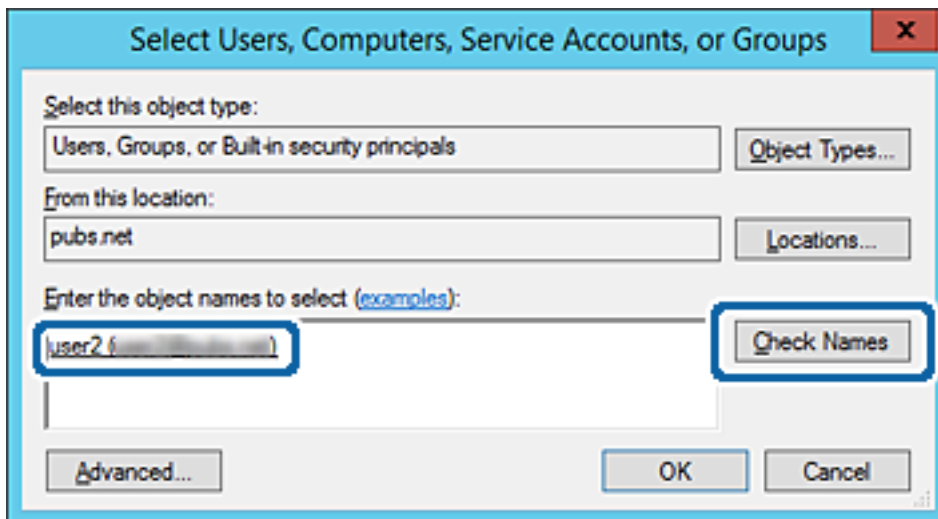 Select Users, Computers, Service Accounts, or Groups
x
Select this object type:
Users, Groups, or Built-in security principals
Object Types...
From this location:
pubs.net
Locations...
Enter the object names to select (examples):
user2 (
)
Check Names
Advanced...
OK
Cancel